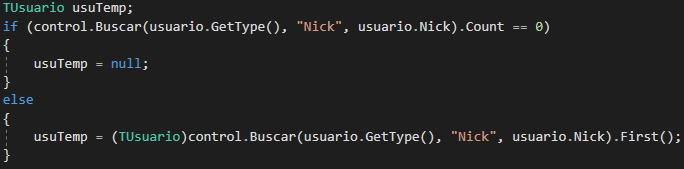 TUsuario usuTemp;
if (control.Buscar(usuario.GetType(), "Nick", usuario.Nick).Count == 0)
{
usuTemp = null;
}
else
{
usuTemp = (TUsuario)control.Buscar(usuario.GetType(), "Nick", usuario.Nick).First();
}